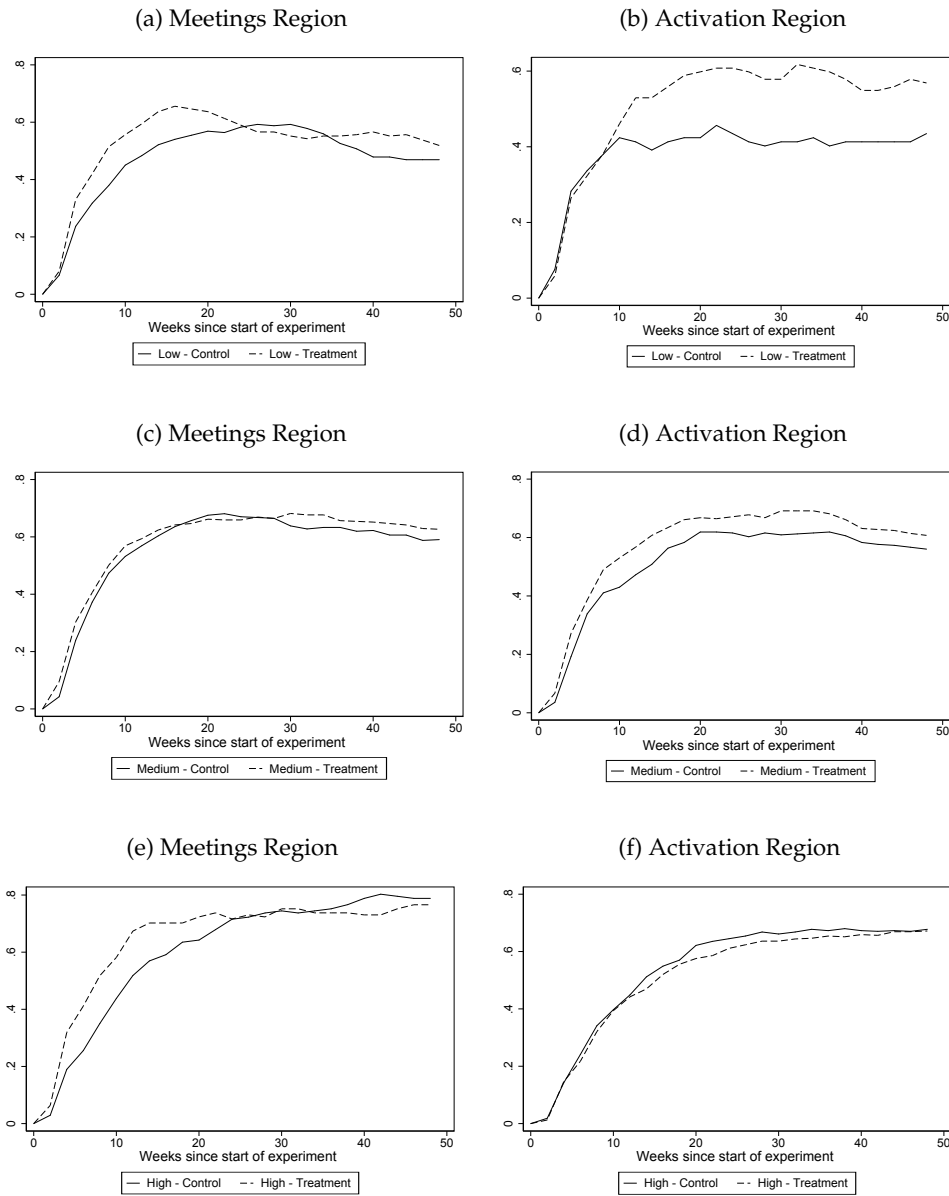 (a) Meetings Region
(b) Activation Region
.8
.6
.4
.2
0
0 10 20 30 40 50
Weeks since start of experiment
Low - Control Low - Treatment
.6
.4
.2
0
0 10 20 30 40 50
Weeks since start of experiment
Low - Control Low - Treatment
(c) Meetings Region
(d) Activation Region
.8
.6
.4
.2
0
0 10 20 30 40 50
Weeks since start of experiment
Medium - Control Medium - Treatment
.8
.6
.4
.2
0
0 10 20 30 40 50
Weeks since start of experiment
Medium - Control Medium - Treatment
(e) Meetings Region
(f) Activation Region
.8
.6
.4
.2
0
0 10 20 30 40 50
Weeks since start of experiment
High - Control High - Treatment
.8
.6
.4
.2
0
0 10 20 30 40 50
Weeks since start of experiment
High - Control High - Treatment